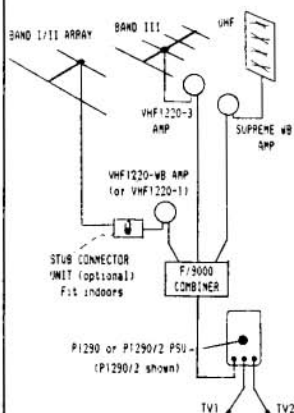 BAND I/II ARRAY
BAND III
UHF
VHF1220-3
AMP
SUPREME WB
AMP
VHF1220-WB AMP
(or VHF1220-1)
STUB CONNECTOR
UNIT (optional)
Fit indoors
F/9000
COMBINER
P1290 or P1290/2 PSU
(P1290/2 shown)
TV1
TV2